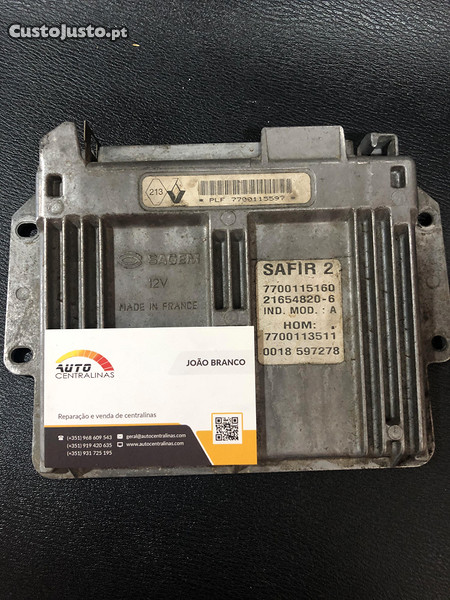 CustoJusto.pt
213
* PLF 7700115597 *
SAGEM
12V
MADE IN FRANCE
SAFIR 2
7700115160
21654820-6
IND. MOD. : A
HOM:
7700113511
0018 597278
AUTO
CENTRALINAS
JOÃO BRANCO
Reparação e venda de centralinas
(+351) 968 609 543
(+351) 919 420 635
(+351) 931 725 195
geral@autocentralinas.com
www.autocentralinas.com